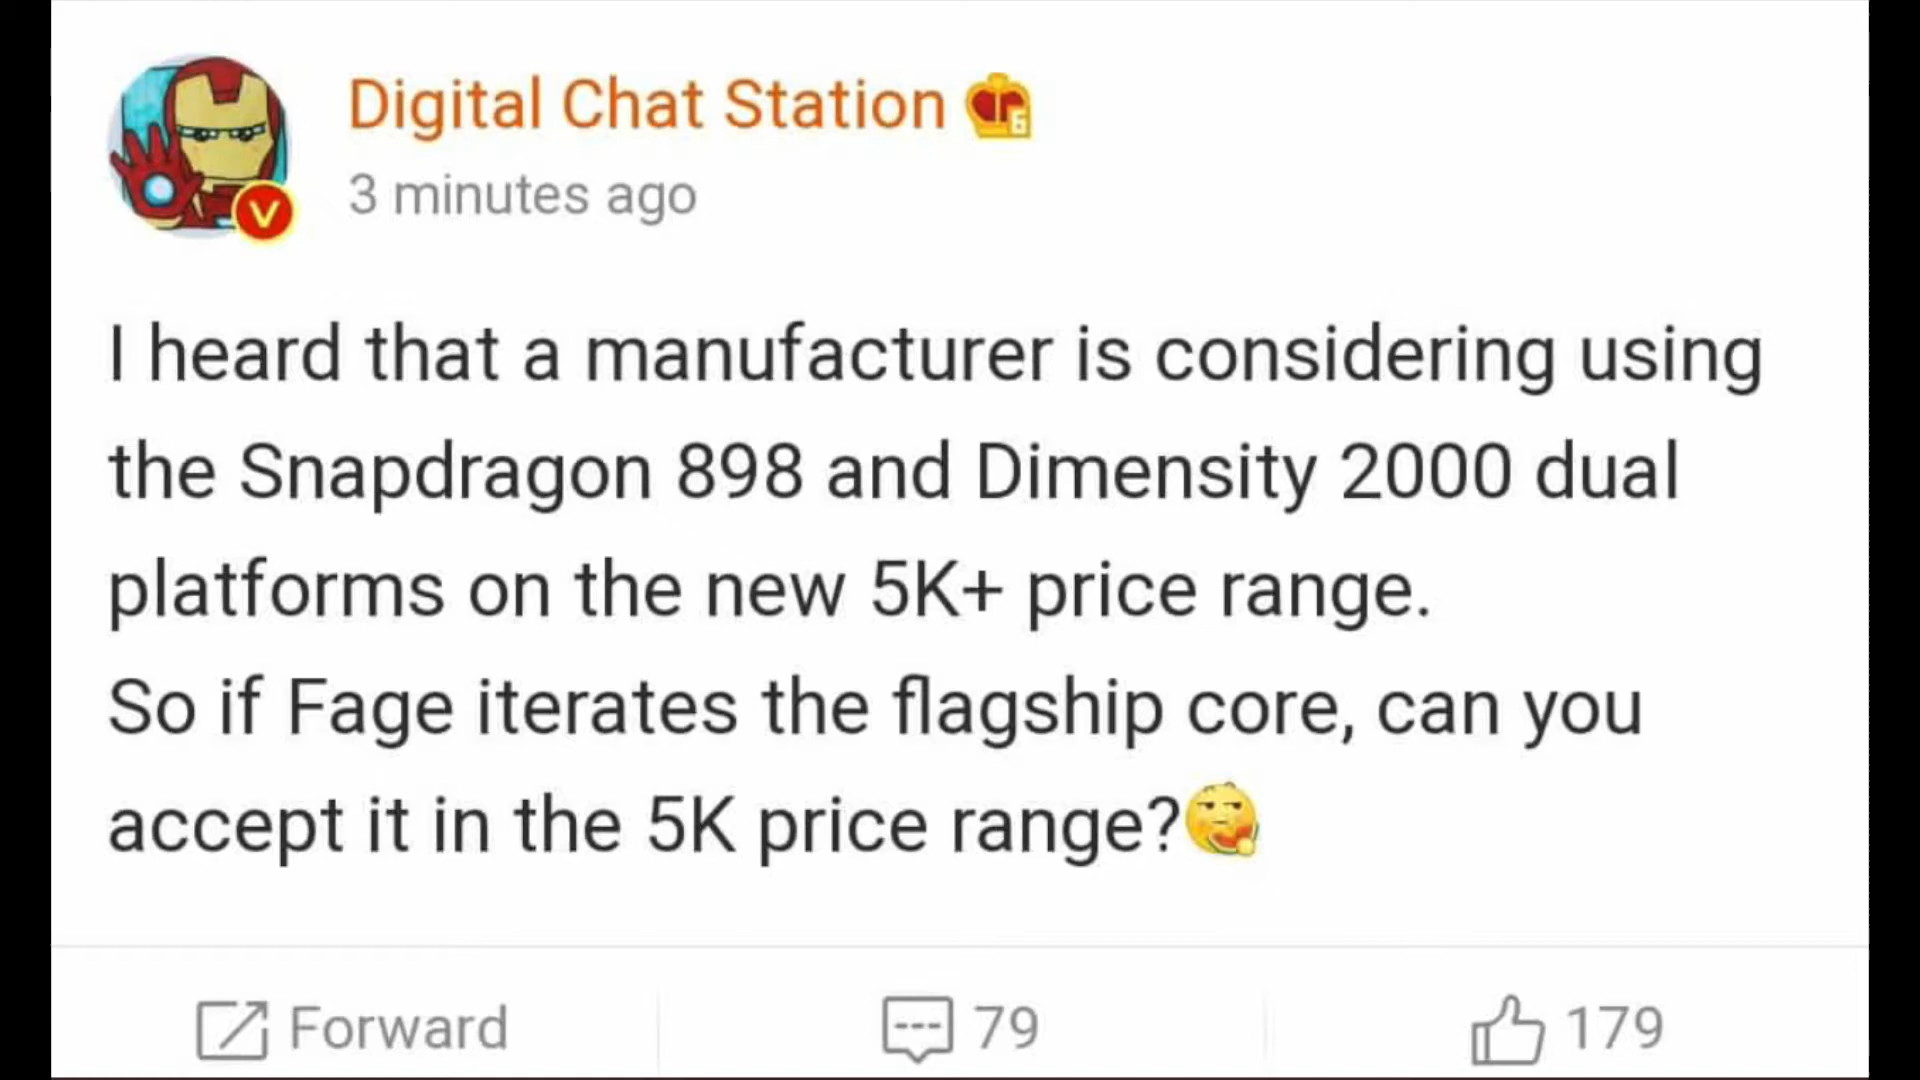 Digital Chat Station
3 minutes ago
I heard that a manufacturer is considering using
the Snapdragon 898 and Dimensity 2000 dual
platforms on the new 5K+ price range.
So if Fage iterates the flagship core, can you
accept it in the 5K price range?
Forward
79
179